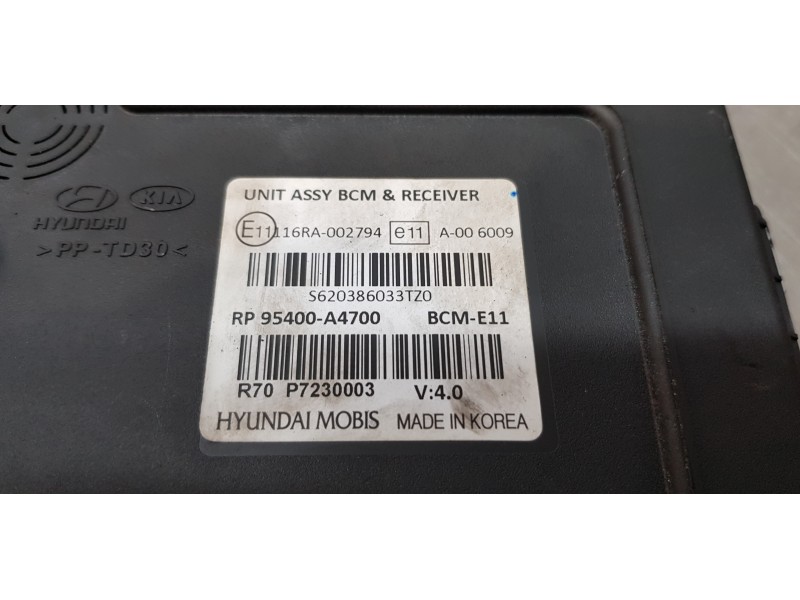 KIA
HYUNDAI
>PP-TD30<
UNIT ASSY BCM & RECEIVER
E11 116RA-002794 e11 A-00 6009
S620386033TZ0
RP 95400-A4700 BCM-E11
R70 P7230003 V:4.0
HYUNDAI MOBIS MADE IN KOREA